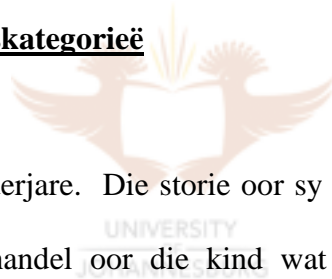 kategorieë
erjare. Die storie oor sy
UNIVERSITY
handel oor die kind wat
JOHANNESBURG